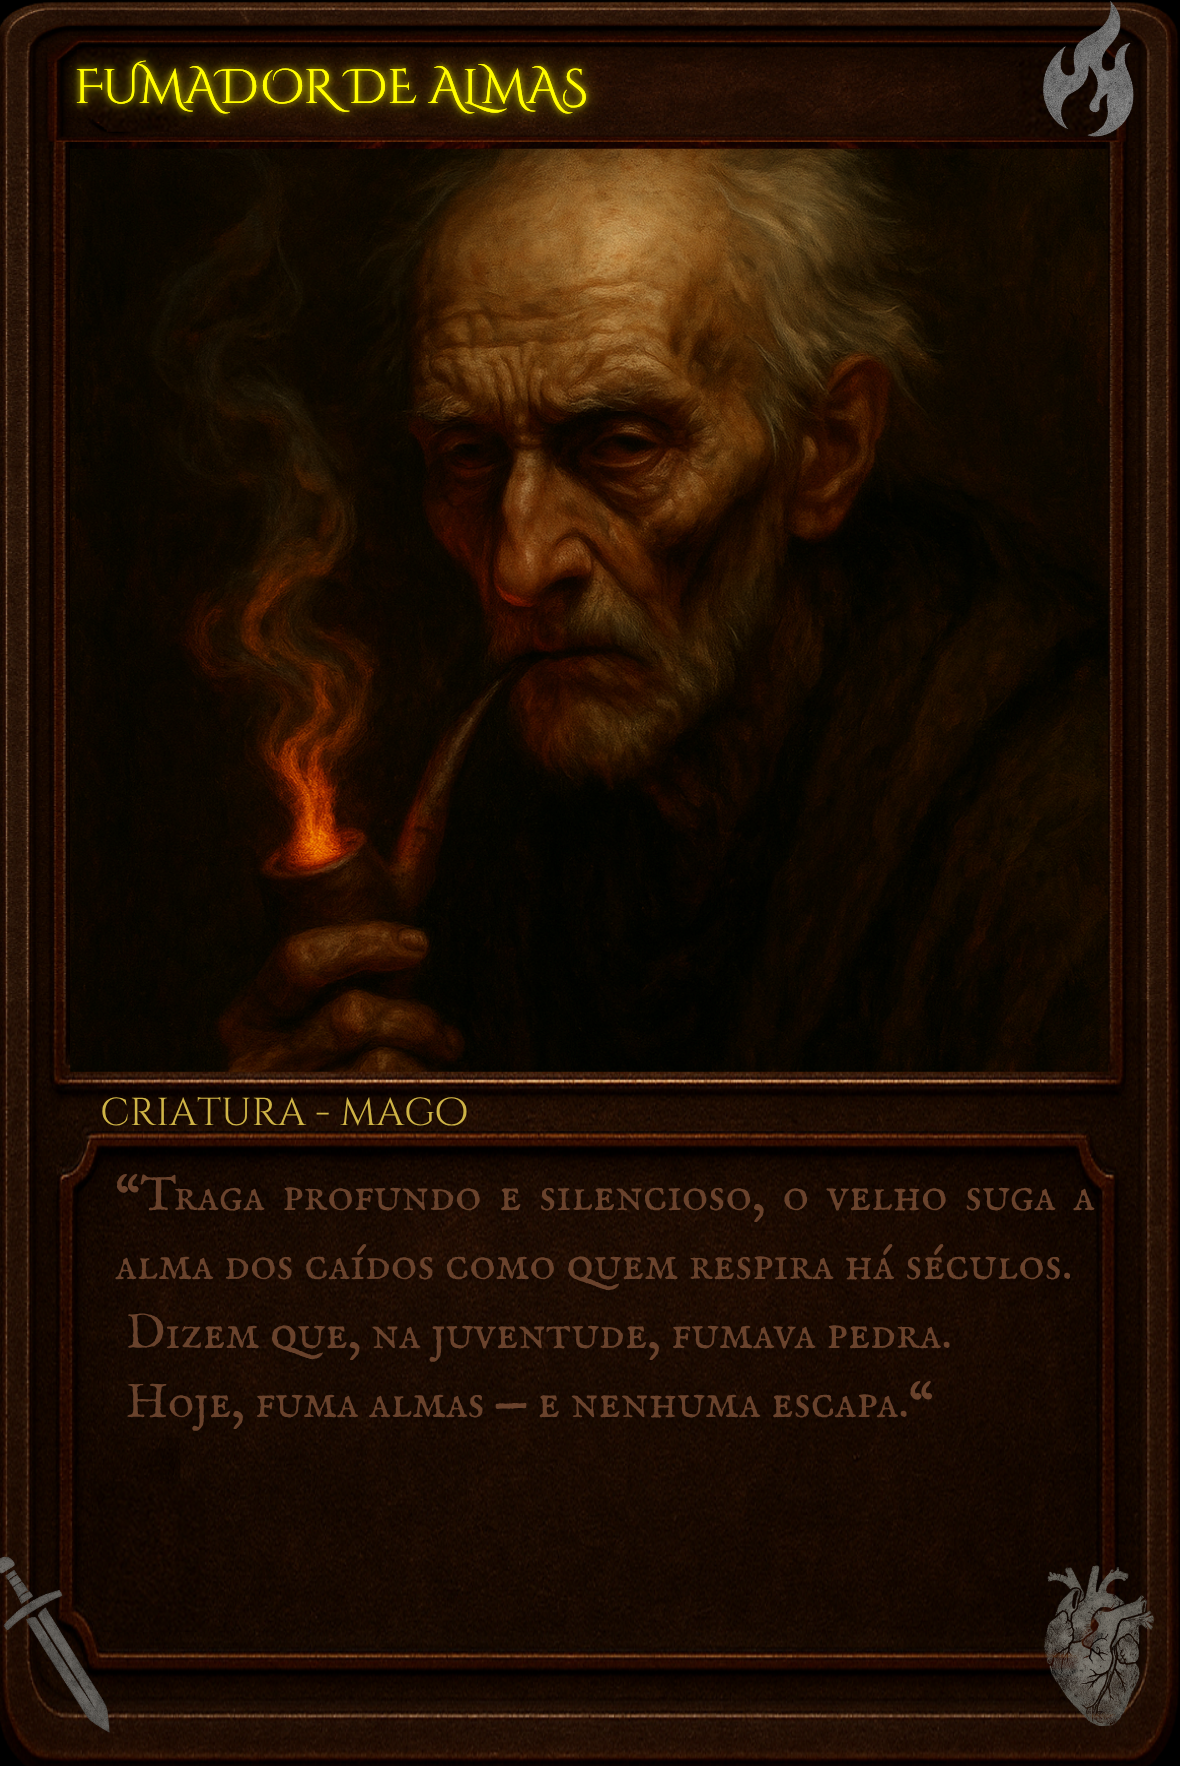 FUMADOR DE ALMAS
CRIATURA - MAGO
“Traga profundo e silencioso, o velho suga a
alma dos caídos como quem respira há séculos.
Dizem que, na juventude, fumava pedra.
Hoje, fuma almas — e nenhuma escapa.“